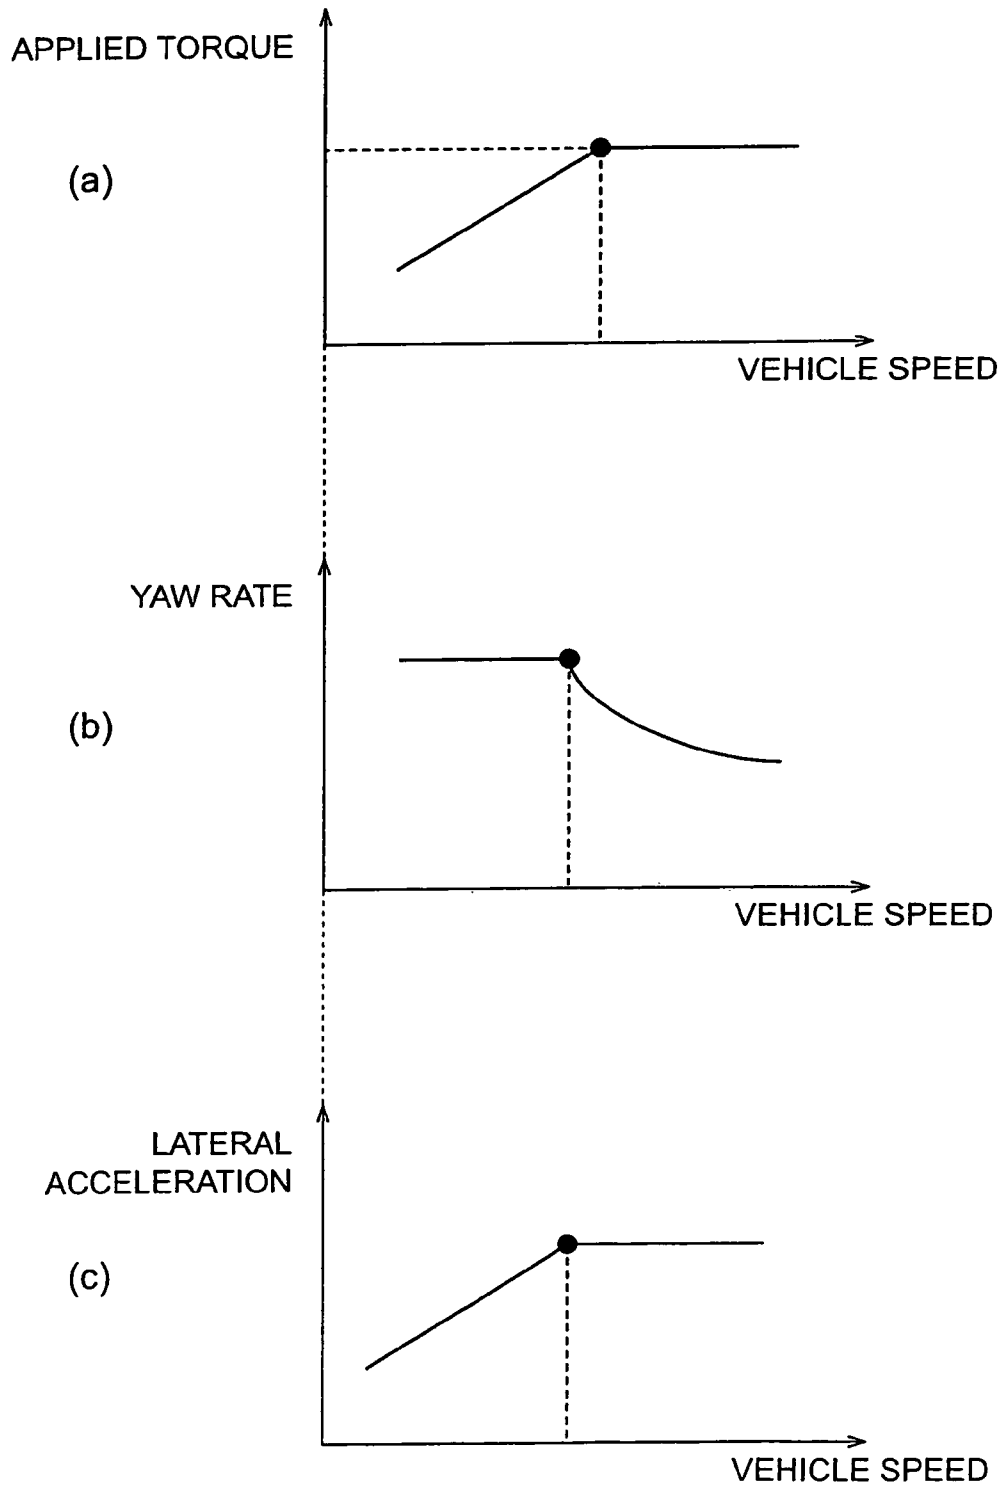 APPLIED TORQUE
(a)
VEHICLE SPEED
YAW RATE
(b)
VEHICLE SPEED
LATERAL
ACCELERATION
(c)
VEHICLE SPEED